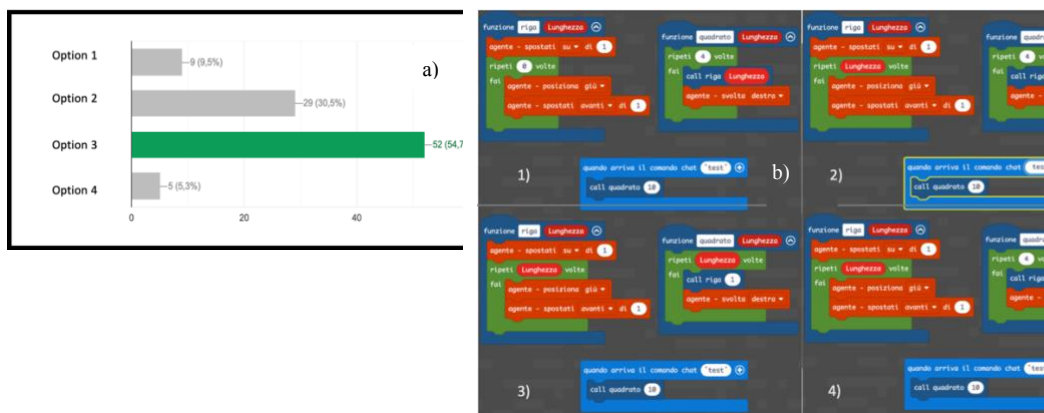 Option 1
9 (9,5%)
Option 2
29 (30,5%)
Option 3
52 (54,7
Option 4
5 (5,3%)
0
20
40
a)
funzione riga Lunghezza
agente - spostati su di 1
ripeti 0 volte
fai
agente - posiziona giù
agente - spostati avanti di 1
funzione quadrato Lunghezza
ripeti 4 volte
fai
call riga Lunghezza
agente - svolta destra
quando arriva il comando chat "test"
call quadrato 10
1)
b)
funzione riga Lunghezza
agente - spostati su di 1
ripeti Lunghezza volte
fai
agente - posiziona giù
agente - spostati avanti di 1
funzione quadra
ripeti 4 vo
fai
call riga
agente -
quando arriva il comando chat "tes
call quadrato 10
2)
funzione riga Lunghezza
agente - spostati su di 1
ripeti Lunghezza volte
fai
agente - posiziona giù
agente - spostati avanti di 1
funzione quadrato Lunghezza
ripeti Lunghezza volte
fai
call riga 1
agente - svolta destra
quando arriva il comando chat "test"
call quadrato 10
3)
funzione riga Lunghezza
agente - spostati su di 1
ripeti Lunghezza volte
fai
agente - posiziona giù
agente - spostati avanti di 1
funzione quadra
ripeti 4 vo
fai
call riga
agente -
quando arriva il comando chat "tes
call quadrato 10
4)